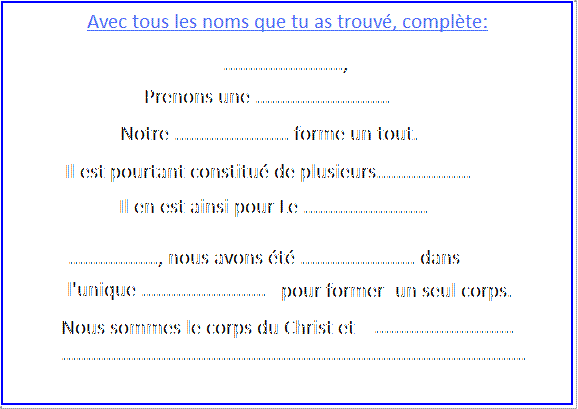 Avec tous les noms que tu as trouvé, complète:
..............................,
Prenons une ..................................
Notre ............................. forme un tout.
Il est pourtant constitué de plusieurs........................
Il en est ainsi pour Le ................................
......................., nous avons été ............................. dans
l'unique ................................ pour former un seul corps.
Nous sommes le corps du Christ et ...................................
......................................................................................................................